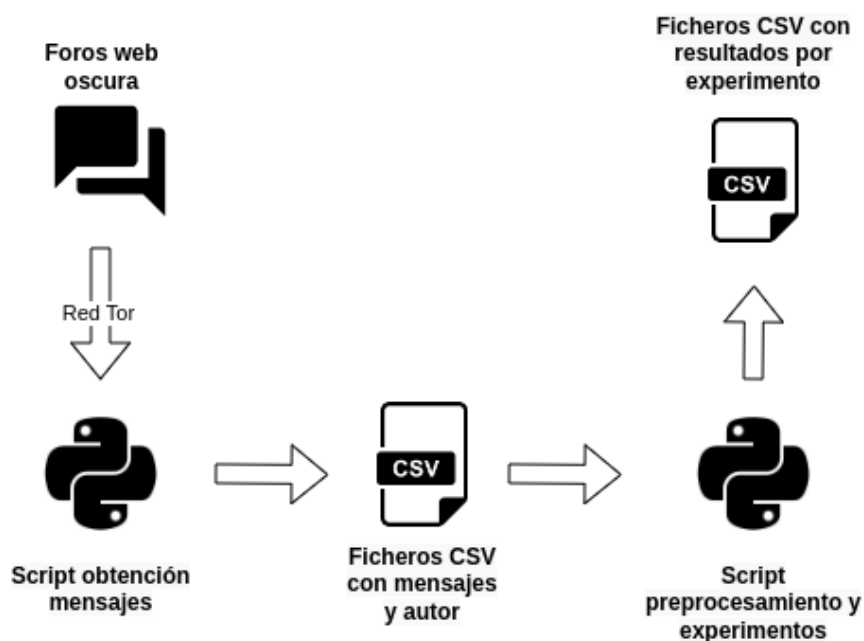 Foros web
oscura
Red Tor
Script obtención
mensajes
CSV
Ficheros CSV
con mensajes
y autor
Script
preprocesamiento y
experimentos
Ficheros CSV con
resultados por
experimento
CSV